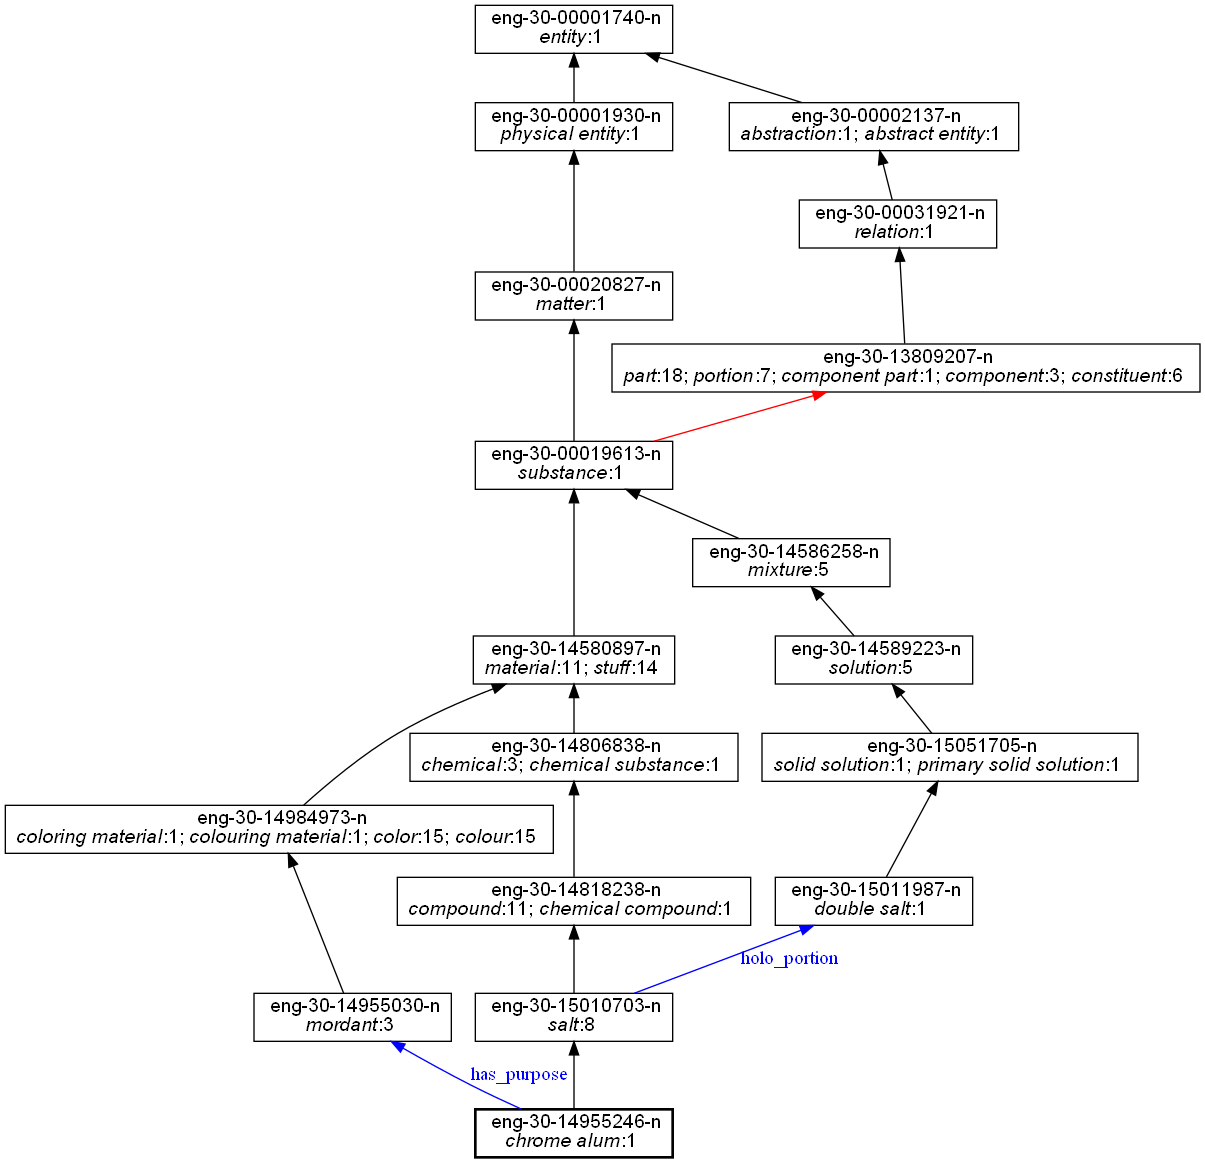 eng-30-00001740-n
entity:1
eng-30-00001930-n
physical entity:1
eng-30-00002137-n
abstraction:1; abstract entity:1
eng-30-00031921-n
relation:1
eng-30-00020827-n
matter:1
eng-30-13809207-n
part:18; portion:7; component part:1; component:3; constituent:6
eng-30-00019613-n
substance:1
eng-30-14586258-n
mixture:5
eng-30-14580897-n
material:11; stuff:14
eng-30-14589223-n
solution:5
eng-30-14806838-n
chemical:3; chemical substance:1
eng-30-15051705-n
solid solution:1; primary solid solution:1
eng-30-14984973-n
coloring material:1; colouring material:1; color:15; colour:15
eng-30-14818238-n
compound:11; chemical compound:1
eng-30-15011987-n
double salt:1
holo_portion
eng-30-14955030-n
mordant:3
eng-30-15010703-n
salt:8
has_purpose
eng-30-14955246-n
chrome alum:1